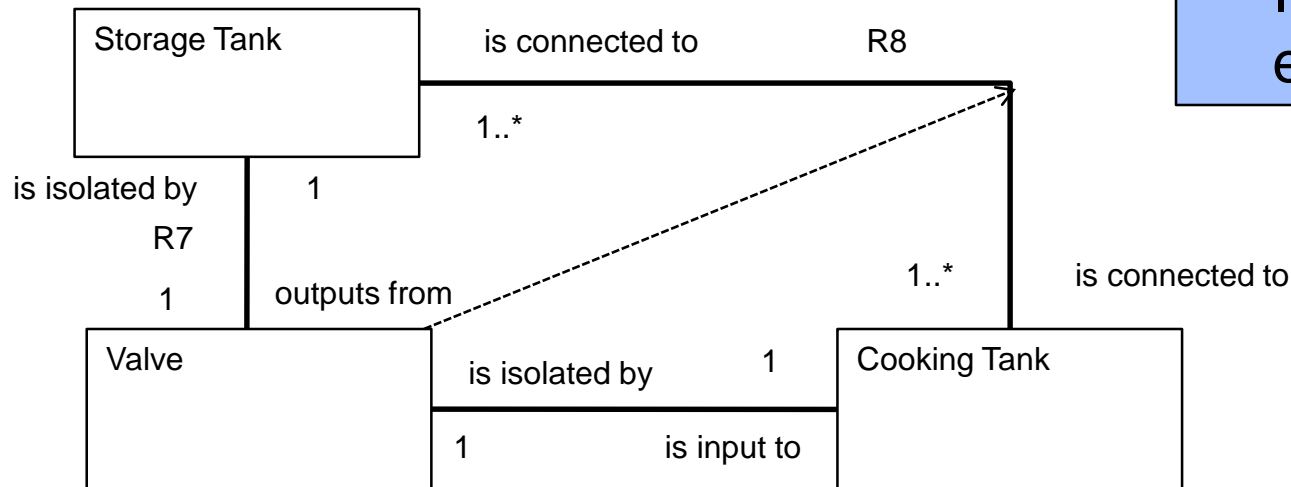 Storage Tank
is connected to
R8
1..*
is isolated by
1
R7
1
outputs from
1..*
is connected to
Valve
is isolated by
1
Cooking Tank
1
is input to